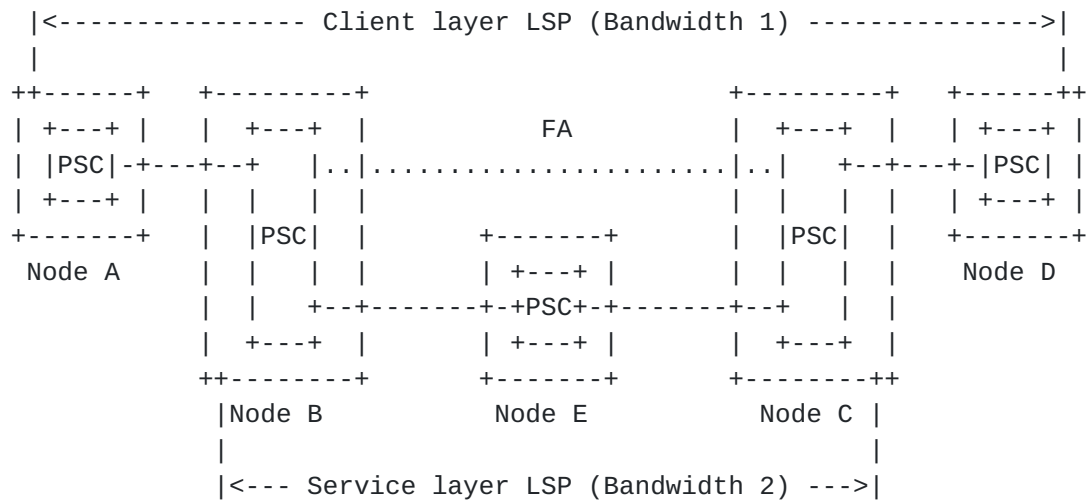 |<---------------- Client layer LSP (Bandwidth 1) --------------->|
 |                                                               |
++------+   +---------+                       +---------+   +------++
| +---+ |   |  +---+  |           FA          |  +---+  |   | +---+ |
| |PSC|-+---+--+   |..|.......................|..|   +--+---+-|PSC| |
| +---+ |   |  |   |  |                       |  |   |  |   | +---+ |
+-------+   |  |PSC|  |       +-------+       |  |PSC|  |   +-------+
 Node A     |  |   |  |       | +---+ |       |  |   |  |    Node D
            |  |   +--+-------+-+PSC+-+-------+--+   |  |
            |  +---+  |       | +---+ |       |  +---+  |
            ++--------+       +-------+       +--------++
             |Node B           Node E           Node C |
             |                                         |
             |<--- Service layer LSP (Bandwidth 2) --->|